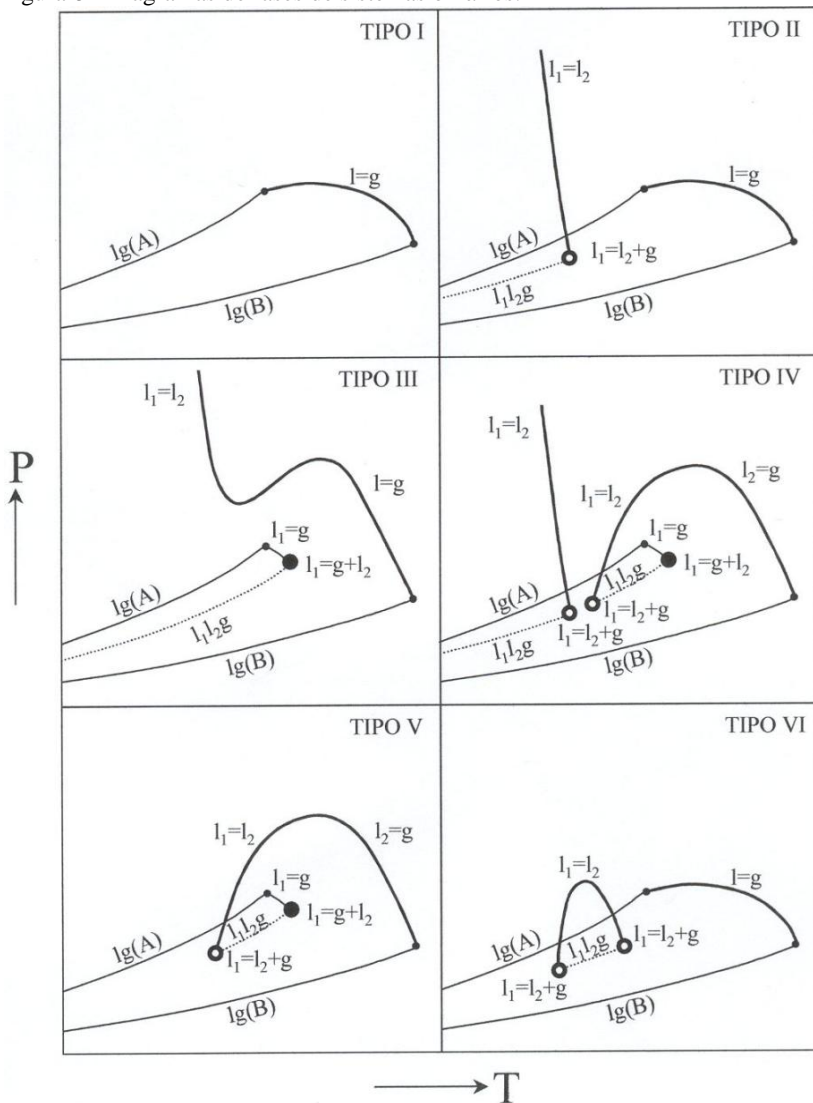 TIPO I
l=g
lg(A)
lg(B)
TIPO II
l₁=l₂
l=g
lg(A)
l₁=l₂+g
l₁l₂g
lg(B)
TIPO III
l₁=l₂
l=g
l₁=g
l₁=g+l₂
lg(A)
l₁l₂g
lg(B)
TIPO IV
l₁=l₂
l₁=l₂
l₂=g
l₁=g
l₁=g+l₂
lg(A)
l₁l₂g
l₁=l₂+g
l₁=l₂+g
l₁l₂g
lg(B)
P
TIPO V
l₁=l₂
l₂=g
l₁=g
l₁=g+l₂
lg(A)
l₁l₂g
l₁=l₂+g
lg(B)
TIPO VI
l₁=l₂
l=g
lg(A)
l₁l₂g
l₁=l₂+g
l₁=l₂+g
lg(B)
T